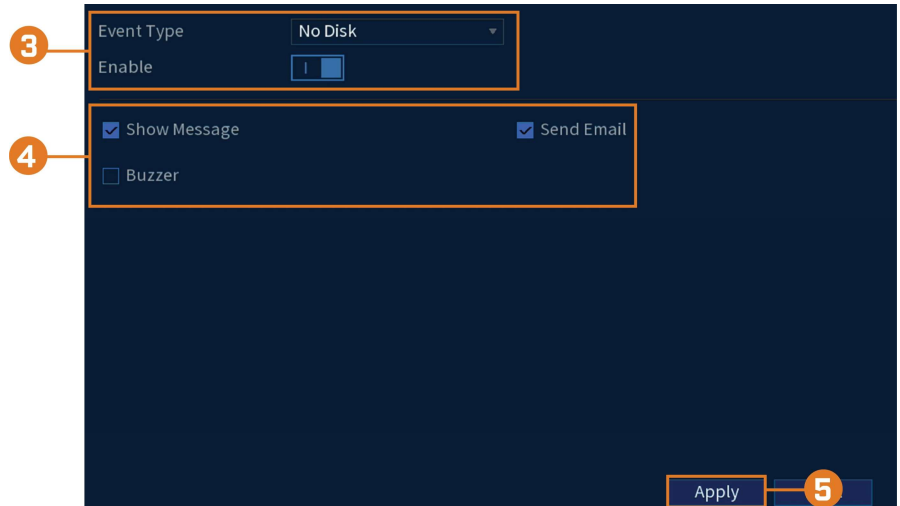 3
Event Type No Disk
Enable
4
Show Message Send Email
Buzzer
Apply 5